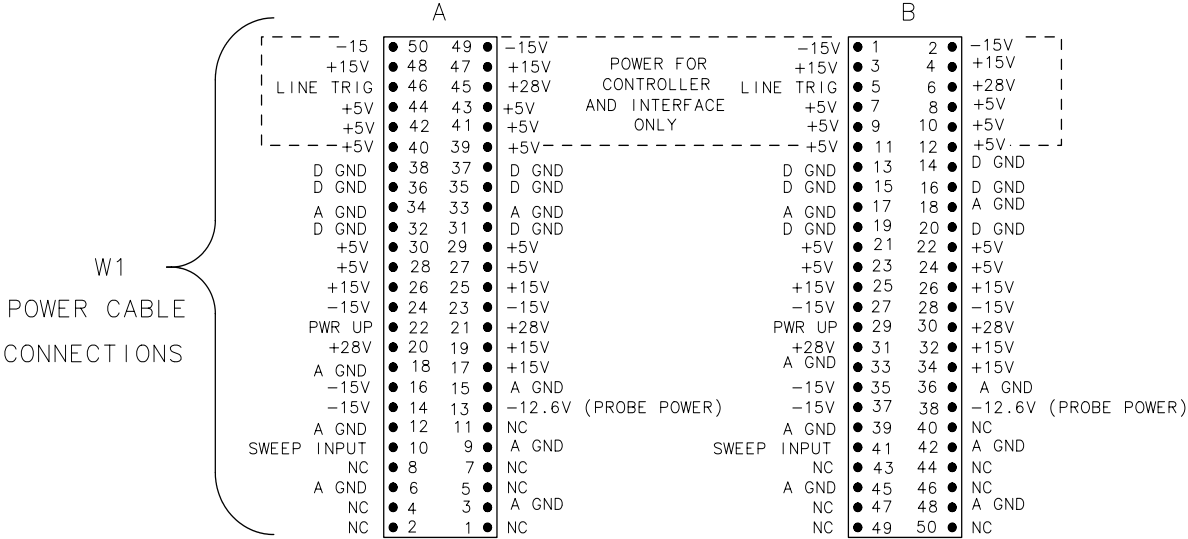 A B
−15 50 49 −15V −15V 1 2 −15V
+15V 48 47 +15V POWER FOR +15V 3 4 +15V
LINE TRIG 46 45 +28V CONTROLLER LINE TRIG 5 6 +28V
+5V 44 43 +5V AND INTERFACE +5V 7 8 +5V
+5V 42 41 +5V ONLY +5V 9 10 +5V
+5V 40 39 +5V +5V 11 12 +5V
D GND 38 37 D GND D GND 13 14 D GND
D GND 36 35 D GND D GND 15 16 D GND
A GND 34 33 A GND A GND 17 18 A GND
D GND 32 31 D GND D GND 19 20 D GND
+5V 30 29 +5V +5V 21 22 +5V
W1 +5V 28 27 +5V +5V 23 24 +5V
+15V 26 25 +15V +15V 25 26 +15V
POWER CABLE −15V 24 23 −15V −15V 27 28 −15V
PWR UP 22 21 +28V PWR UP 29 30 +28V
CONNECTIONS +28V 20 19 +15V +28V 31 32 +15V
A GND 18 17 +15V A GND 33 34 +15V
−15V 16 15 A GND −15V 35 36 A GND
−15V 14 13 −12.6V (PROBE POWER) −15V 37 38 −12.6V (PROBE POWER)
A GND 12 11 NC A GND 39 40 NC
SWEEP INPUT 10 9 A GND SWEEP INPUT 41 42 A GND
NC 8 7 NC NC 43 44 NC
A GND 6 5 NC A GND 45 46 NC
NC 4 3 A GND NC 47 48 A GND
NC 2 1 NC NC 49 50 NC